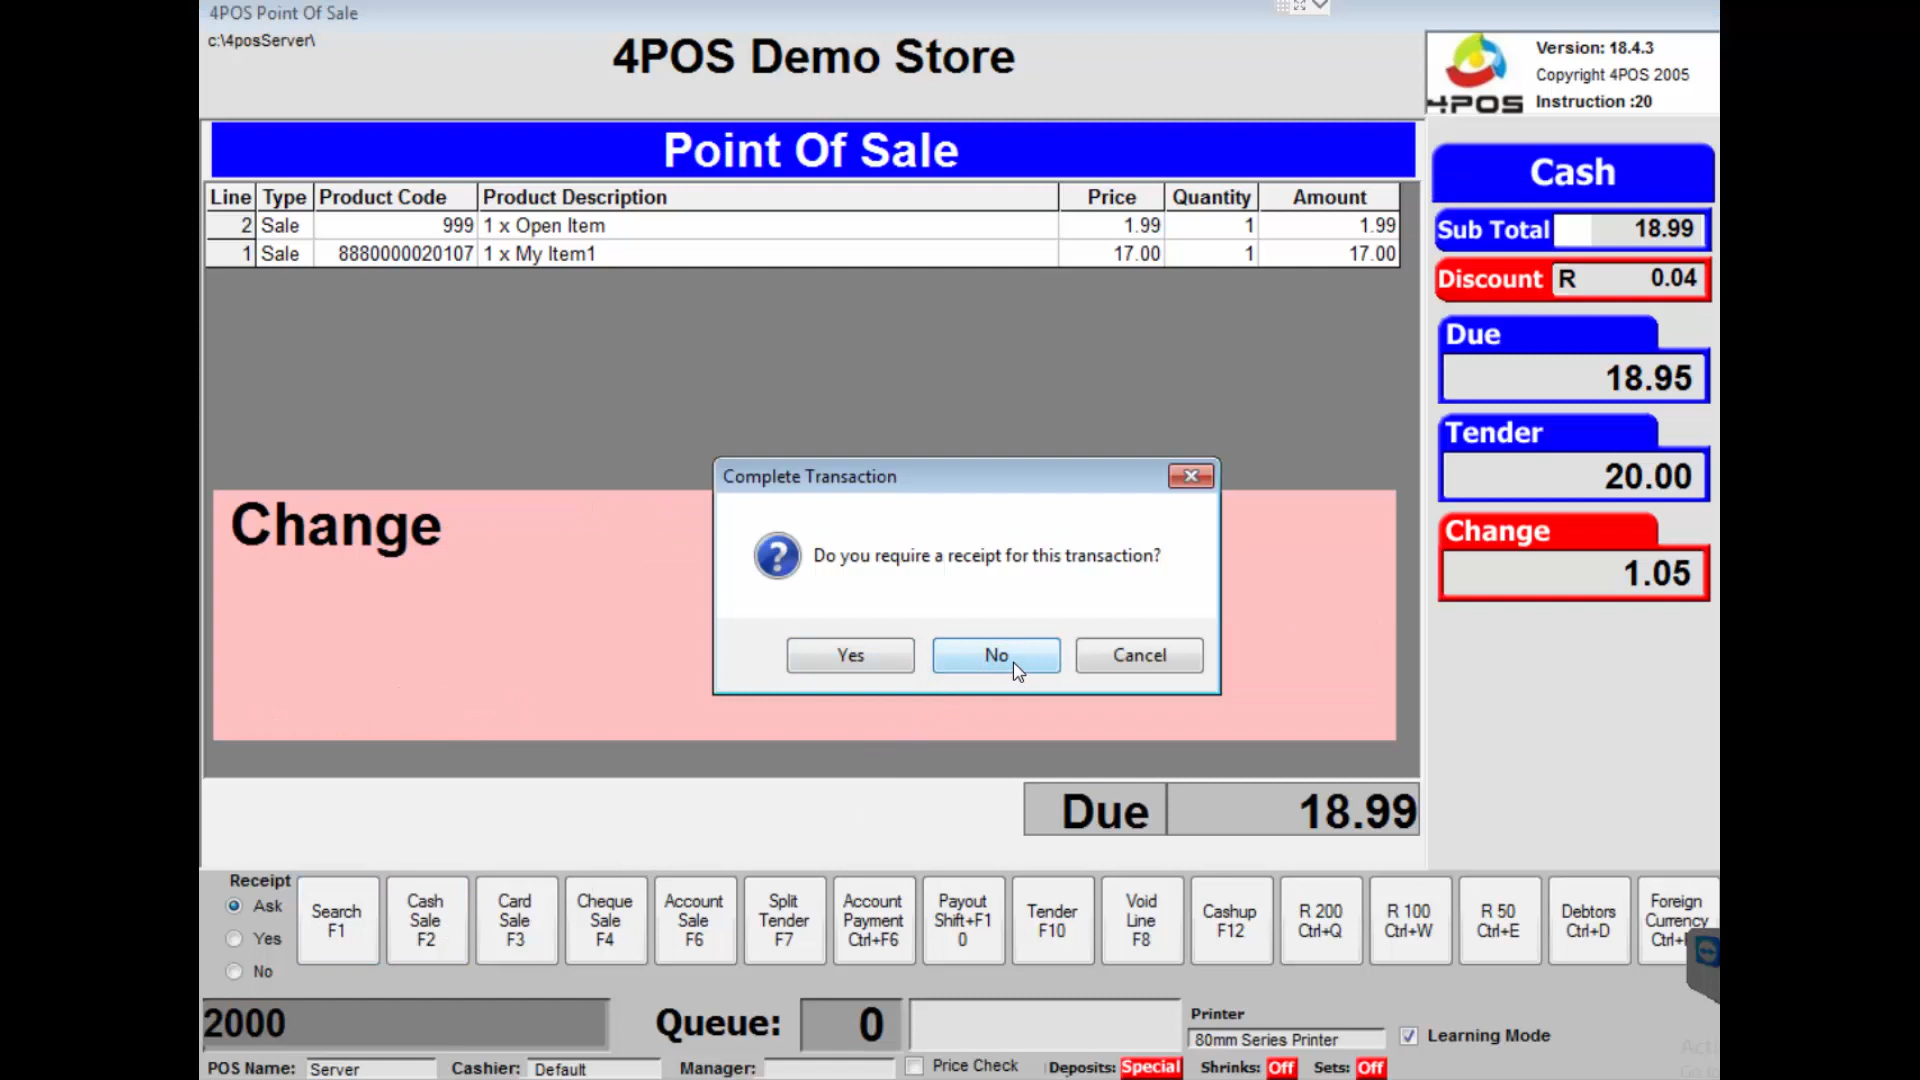 4POS Point Of Sale
c:\4posServer\
4POS Demo Store
Version: 18.4.3
Copyright 4POS 2005
4POS Instruction :20
Point Of Sale
Line Type Product Code Product Description Price Quantity Amount
2 Sale 999 1 x Open Item 1.99 1 1.99
1 Sale 8880000020107 1 x My Item1 17.00 1 17.00
Cash
Sub Total 18.99
Discount R 0.04
Due
18.95
Tender
20.00
Change
1.05
Change
Complete Transaction
Do you require a receipt for this transaction?
Yes No Cancel
Due 18.99
Receipt
Ask
Yes
No
Search
F1
Cash
Sale
F2
Card
Sale
F3
Cheque
Sale
F4
Account
Sale
F6
Split
Tender
F7
Account
Payment
Ctrl+F6
Payout
Shift+F1
0
Tender
F10
Void
Line
F8
Cashup
F12
R 200
Ctrl+Q
R 100
Ctrl+W
R 50
Ctrl+E
Debtors
Ctrl+D
Foreign
Currency
2000
Queue: 0
Printer
80mm Series Printer
Learning Mode
POS Name: Server Cashier: Default Manager: Price Check Deposits: Special Shrinks: Off Sets: Off